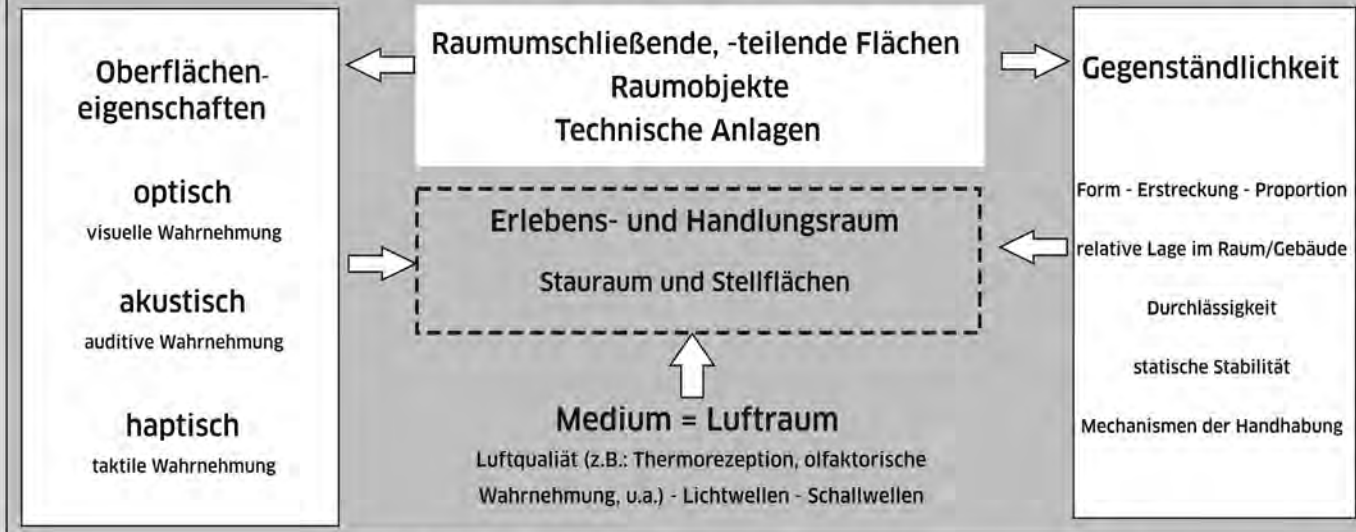 Oberflächen-
eigenschaften
optisch
visuelle Wahrnehmung
akustisch
auditive Wahrnehmung
haptisch
taktile Wahrnehmung
Raumumschließende, -teilende Flächen
Raumobjekte
Technische Anlagen
Erlebens- und Handlungsraum
Stauraum und Stellflächen
Medium = Luftraum
Luftqualiät (z.B.: Thermorezeption, olfaktorische
Wahrnehmung, u.a.) - Lichtwellen - Schallwellen
Gegenständlichkeit
Form - Erstreckung - Proportion
relative Lage im Raum/Gebäude
Durchlässigkeit
statische Stabilität
Mechanismen der Handhabung